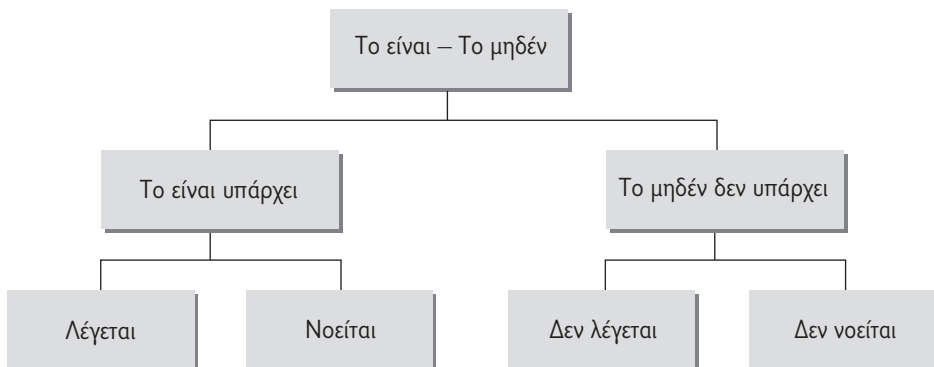 Το είναι – Το μηδέν
Το είναι υπάρχει
Το μηδέν δεν υπάρχει
Λέγεται
Νοείται
Δεν λέγεται
Δεν νοείται